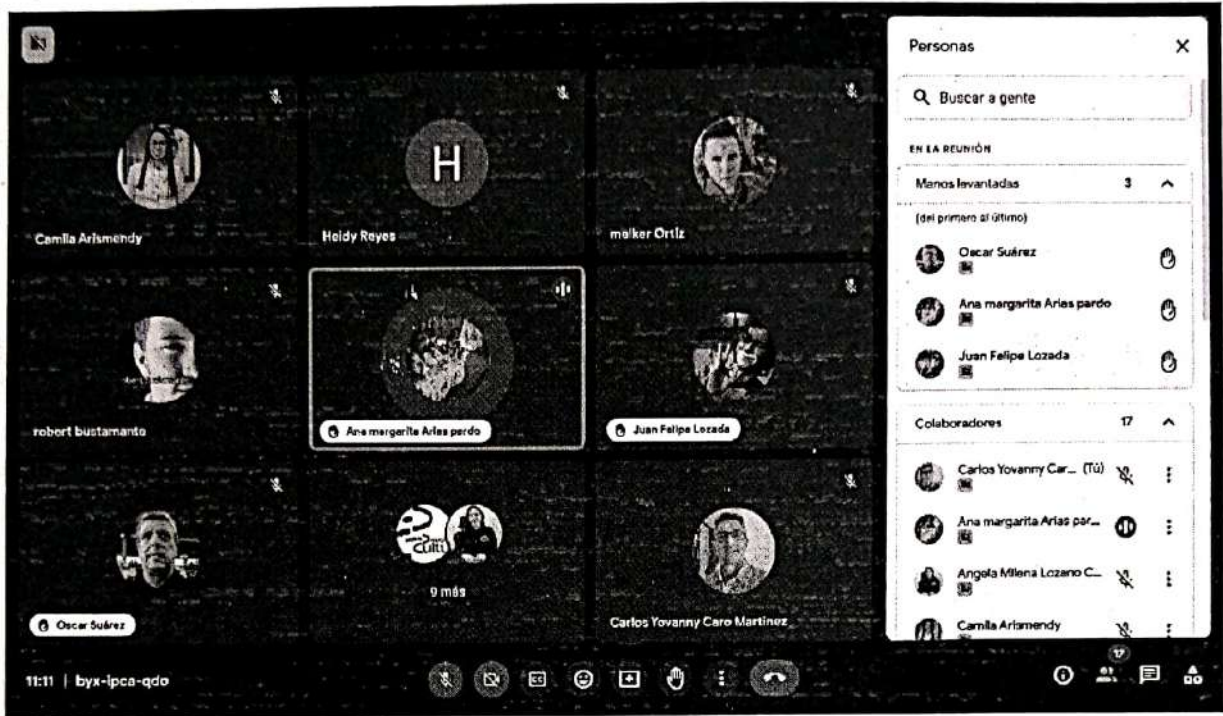 Camila Arismendy
H
Heidy Reyes
melker Ortiz
robert bustamante
Ana margarita Arias pardo
Juan Felipe Lozada
Oscar Suárez
Culti
9 más
Carlos Yovanny Caro Martinez
11:11 | byx-ipca-qdo
CC
17
Personas
Buscar a gente
EN LA REUNIÓN
Manos levantadas 3
(del primero al último)
Oscar Suárez
Ana margarita Arias pardo
Juan Felipe Lozada
Colaboradores 17
Carlos Yovanny Car... (Tú)
Ana margarita Arias par...
Angela Milena Lozano C...
Camila Arismendy